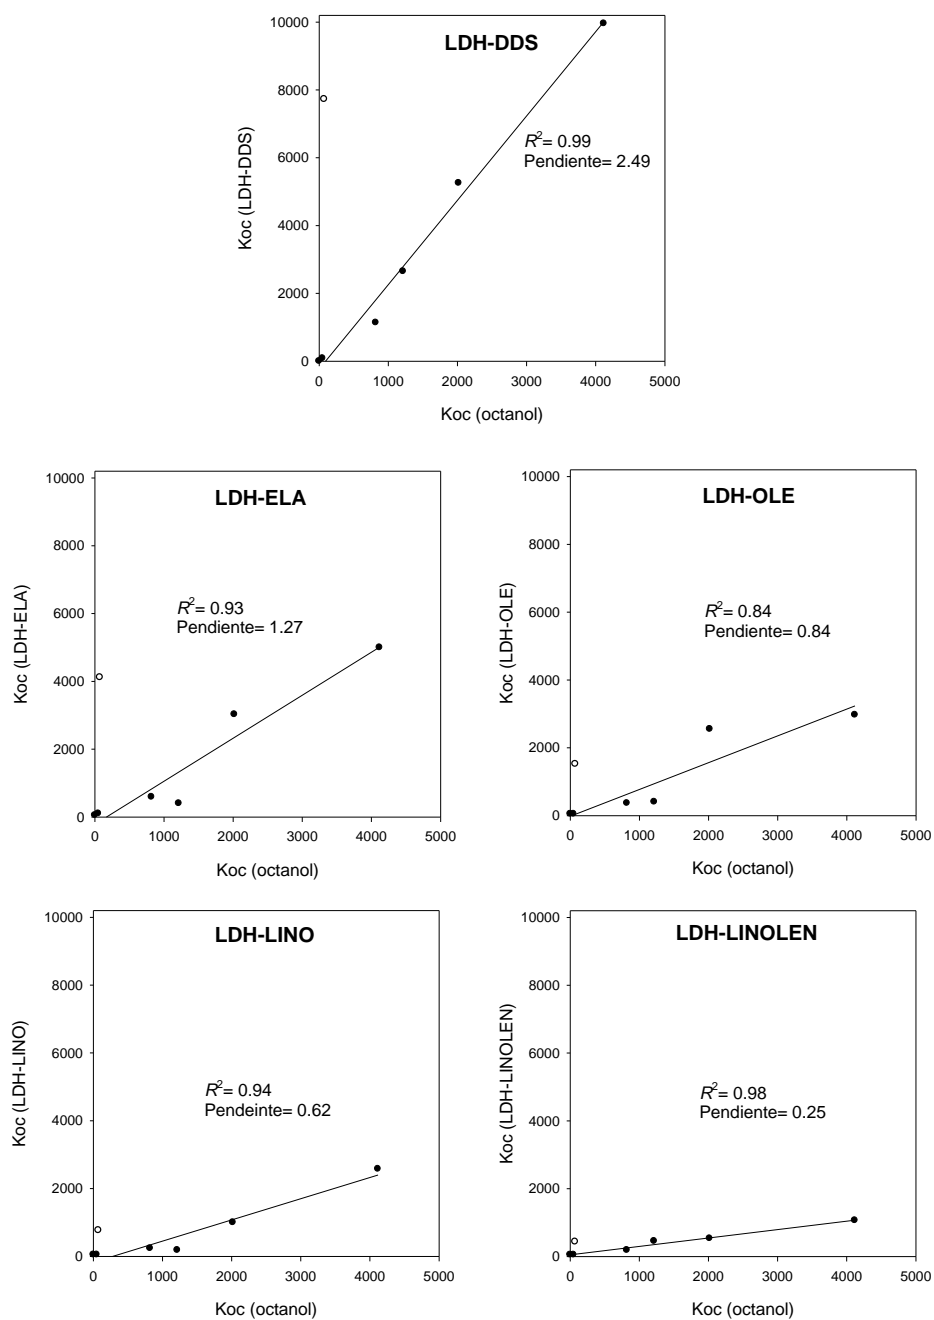 LDH-DDS
R²= 0.99
Pendiente= 2.49
Koc (LDH-DDS)
10000
8000
6000
4000
2000
0
0 1000 2000 3000 4000 5000
Koc (octanol)
LDH-ELA
R²= 0.93
Pendiente= 1.27
Koc (LDH-ELA)
10000
8000
6000
4000
2000
0
0 1000 2000 3000 4000 5000
Koc (octanol)
LDH-OLE
R²= 0.84
Pendiente= 0.84
Koc (LDH-OLE)
10000
8000
6000
4000
2000
0
0 1000 2000 3000 4000 5000
Koc (octanol)
LDH-LINO
R²= 0.94
Pendeinte= 0.62
Koc (LDH-LINO)
10000
8000
6000
4000
2000
0
0 1000 2000 3000 4000 5000
Koc (octanol)
LDH-LINOLEN
R²= 0.98
Pendiente= 0.25
Koc (LDH-LINOLEN)
10000
8000
6000
4000
2000
0
0 1000 2000 3000 4000 5000
Koc (octanol)